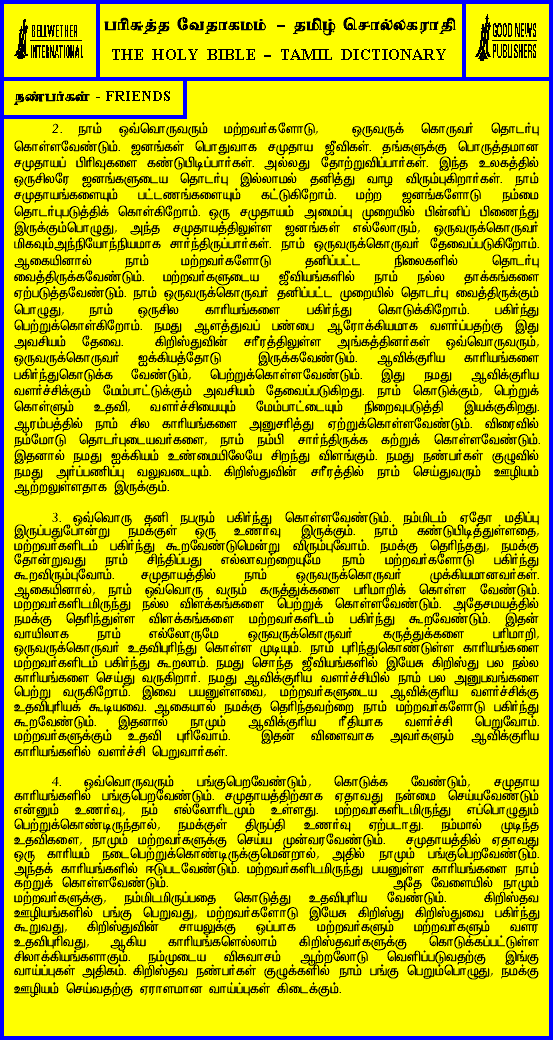 BELLWETHER
INTERNATIONAL
பரிசுத்த வேதாகமம் – தமிழ் சொல்லகராதி
THE HOLY BIBLE – TAMIL DICTIONARY
GOOD NEWS
PUBLISHERS
நண்பர்கள் - FRIENDS
2. நாம் ஒவ்வொருவரும் மற்றவர்களோடு, ஒருவருக் கொருவர் தொடர்பு
கொள்ளவேண்டும். ஜனங்கள் பொதுவாக சமுதாய ஜீவிகள். தங்களுக்கு பொருத்தமான
சமுதாயப் பிரிவுகளை கண்டுபிடிப்பார்கள். அல்லது தோற்றுவிப்பார்கள். இந்த உலகத்தில்
ஒருசிலரே ஜனங்களுடைய தொடர்பு இல்லாமல் தனித்து வாழ விரும்புகிறார்கள். நாம்
சமுதாயங்களையும் பட்டணங்களையும் கட்டுகிறோம். மற்ற ஜனங்களோடு நம்மை
தொடர்புபடுத்திக் கொள்கிறோம். ஒரு சமுதாயம் அமைப்பு முறையில் பின்னிப் பிணைந்து
இருக்கும்பொழுது, அந்த சமுதாயத்திலுள்ள ஜனங்கள் எல்லோரும், ஒருவருக்கொருவர்
மிகவும்அந்நியோந்நியமாக சார்ந்திருப்பார்கள். நாம் ஒருவருக்கொருவர் தேவைப்படுகிறோம்.
ஆகையினால் நாம் மற்றவர்களோடு தனிப்பட்ட நிலைகளில் தொடர்பு
வைத்திருக்கவேண்டும். மற்றவர்களுடைய ஜீவியங்களில் நாம் நல்ல தாக்கங்களை
ஏற்படுத்தவேண்டும். நாம் ஒருவருக்கொருவர் தனிப்பட்ட முறையில் தொடர்பு வைத்திருக்கும்
பொழுது, நாம் ஒருசில காரியங்களை பகிர்ந்து கொடுக்கிறோம். பகிர்ந்து
பெற்றுக்கொள்கிறோம். நமது ஆளத்துவப் பண்பை ஆரோக்கியமாக வளர்ப்பதற்கு இது
அவசியம் தேவை. கிறிஸ்துவின் சரீரத்திலுள்ள அங்கத்தினர்கள் ஒவ்வொருவரும்,
ஒருவருக்கொருவர் ஐக்கியத்தோடு இருக்கவேண்டும். ஆவிக்குரிய காரியங்களை
பகிர்ந்துகொடுக்க வேண்டும், பெற்றுக்கொள்ளவேண்டும். இது நமது ஆவிக்குரிய
வளர்ச்சிக்கும் மேம்பாட்டுக்கும் அவசியம் தேவைப்படுகிறது. நாம் கொடுக்கும், பெற்றுக்
கொள்ளும் உதவி, வளர்ச்சியையும் மேம்பாட்டையும் நிறைவுபடுத்தி இயக்குகிறது.
ஆரம்பத்தில் நாம் சில காரியங்களை அனுசரித்து ஏற்றுக்கொள்ளவேண்டும். விரைவில்
நம்மோடு தொடர்புடையவர்களை, நாம் நம்பி சார்ந்திருக்க கற்றுக் கொள்ளவேண்டும்.
இதனால் நமது ஐக்கியம் உண்மையிலேயே சிறந்து விளங்கும். நமது நண்பர்கள் குழுவில்
நமது அர்ப்பணிப்பு வலுவடையும். கிறிஸ்துவின் சரீரத்தில் நாம் செய்துவரும் ஊழியம்
ஆற்றலுள்ளதாக இருக்கும்.
3. ஒவ்வொரு தனி நபரும் பகிர்ந்து கொள்ளவேண்டும். நம்மிடம் ஏதோ மதிப்பு
இருப்பதுபோன்று நமக்குள் ஒரு உணர்வு இருக்கும். நாம் கண்டுபிடித்துள்ளதை,
மற்றவர்களிடம் பகிர்ந்து கூறவேண்டுமென்று விரும்புவோம். நமக்கு தெரிந்தது, நமக்கு
தோன்றுவது நாம் சிந்திப்பது எல்லாவற்றையுமே நாம் மற்றவர்களோடு பகிர்ந்து
கூறவிரும்புவோம். சமுதாயத்தில் நாம் ஒருவருக்கொருவர் முக்கியமானவர்கள்.
ஆகையினால், நாம் ஒவ்வொரு வரும் கருத்துக்களை பரிமாறிக் கொள்ள வேண்டும்.
மற்றவர்களிடமிருந்து நல்ல விளக்கங்களை பெற்றுக் கொள்ளவேண்டும். அதேசமயத்தில்
நமக்கு தெரிந்துள்ள விளக்கங்களை மற்றவர்களிடம் பகிர்ந்து கூறவேண்டும். இதன்
வாயிலாக நாம் எல்லோருமே ஒருவருக்கொருவர் கருத்துக்களை பரிமாறி,
ஒருவருக்கொருவர் உதவிபுரிந்து கொள்ள முடியும். நாம் புரிந்துகொண்டுள்ள காரியங்களை
மற்றவர்களிடம் பகிர்ந்து கூறலாம். நமது சொந்த ஜீவியங்களில் இயேசு கிறிஸ்து பல நல்ல
காரியங்களை செய்து வருகிறார். நமது ஆவிக்குரிய வளர்ச்சியில் நாம் பல அனுபவங்களை
பெற்று வருகிறோம். இவை பயனுள்ளவை, மற்றவர்களுடைய ஆவிக்குரிய வளர்ச்சிக்கு
உதவிபுரியக் கூடியவை. ஆகையால் நமக்கு தெரிந்தவற்றை நாம் மற்றவர்களோடு பகிர்ந்து
கூறவேண்டும். இதனால் நாமும் ஆவிக்குரிய ரீதியாக வளர்ச்சி பெறுவோம்.
மற்றவர்களுக்கும் உதவி புரிவோம். இதன் விளைவாக அவர்களும் ஆவிக்குரிய
காரியங்களில் வளர்ச்சி பெறுவார்கள்.
4. ஒவ்வொருவரும் பங்குபெறவேண்டும், கொடுக்க வேண்டும், சமுதாய
காரியங்களில் பங்குபெறவேண்டும். சமுதாயத்திற்காக ஏதாவது நன்மை செய்யவேண்டும்
என்னும் உணர்வு, நம் எல்லோரிடமும் உள்ளது. மற்றவர்களிடமிருந்து எப்பொழுதும்
பெற்றுக்கொண்டிருந்தால், நமக்குள் திருப்தி உணர்வு ஏற்படாது. நம்மால் முடிந்த
உதவிகளை, நாமும் மற்றவர்களுக்கு செய்ய முன்வரவேண்டும். சமுதாயத்தில் ஏதாவது
ஒரு காரியம் நடைபெற்றுக்கொண்டிருக்குமென்றால், அதில் நாமும் பங்குபெறவேண்டும்.
அந்தக் காரியங்களில் ஈடுபடவேண்டும். மற்றவர்களிடமிருந்து பயனுள்ள காரியங்களை நாம்
கற்றுக் கொள்ளவேண்டும். அதே வேளையில் நாமும்
மற்றவர்களுக்கு, நம்மிடமிருப்பதை கொடுத்து உதவிபுரிய வேண்டும். கிறிஸ்தவ
ஊழியங்களில் பங்கு பெறுவது, மற்றவர்களோடு இயேசு கிறிஸ்து கிறிஸ்துவை பகிர்ந்து
கூறுவது, கிறிஸ்துவின் சாயலுக்கு ஒப்பாக மற்றவர்களும் மற்றவர்களும் வளர
உதவிபுரிவது, ஆகிய காரியங்களெல்லாம் கிறிஸ்தவர்களுக்கு கொடுக்கப்பட்டுள்ள
சிலாக்கியங்களாகும். நம்முடைய விசுவாசம் ஆற்றலோடு வெளிப்படுவதற்கு இங்கு
வாய்ப்புகள் அதிகம். கிறிஸ்தவ நண்பர்கள் குழுக்களில் நாம் பங்கு பெறும்பொழுது, நமக்கு
ஊழியம் செய்வதற்கு ஏராளமான வாய்ப்புகள் கிடைக்கும்.